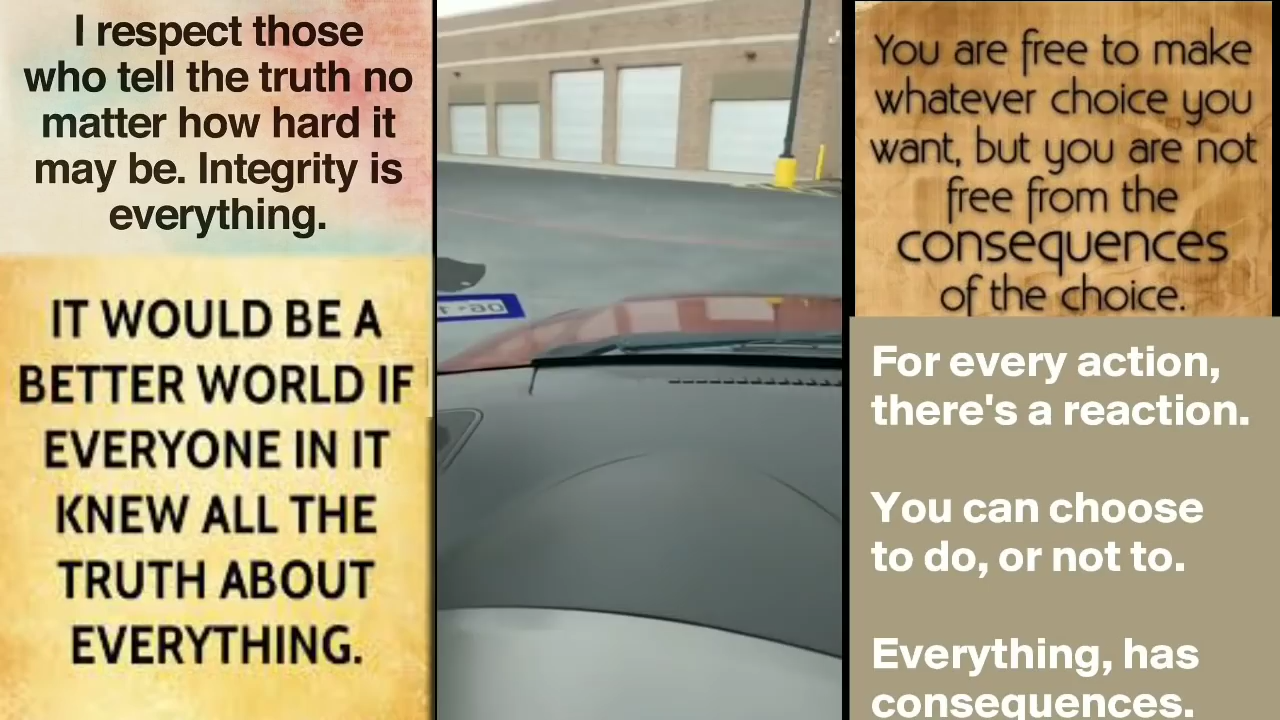 I respect those
who tell the truth no
matter how hard it
may be. Integrity is
everything.
IT WOULD BE A
BETTER WORLD IF
EVERYONE IN IT
KNEW ALL THE
TRUTH ABOUT
EVERYTHING.
You are free to make
whatever choice you
want, but you are not
free from the
consequences
of the choice.
For every action,
there's a reaction.
You can choose
to do, or not to.
Everything, has
consequences.